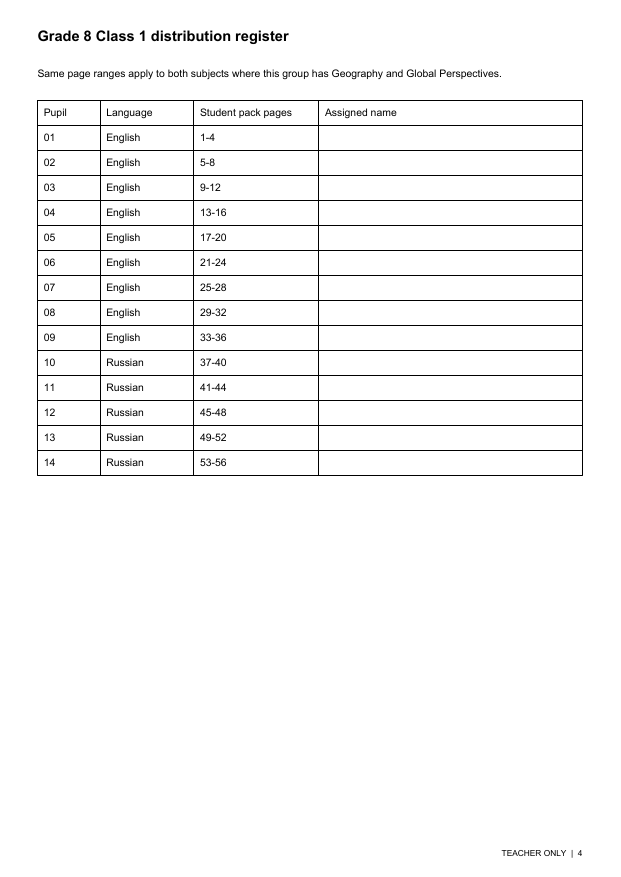 Grade 8 Class 1 distribution register
Same page ranges apply to both subjects where this group has Geography and Global Perspectives.
Pupil Language Student pack pages Assigned name
01 English 1-4
02 English 5-8
03 English 9-12
04 English 13-16
05 English 17-20
06 English 21-24
07 English 25-28
08 English 29-32
09 English 33-36
10 Russian 37-40
11 Russian 41-44
12 Russian 45-48
13 Russian 49-52
14 Russian 53-56
TEACHER ONLY | 4